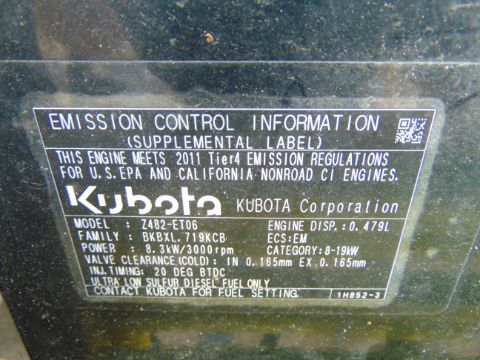 EMISSION CONTROL INFORMATION
(SUPPLEMENTAL LABEL)
THIS ENGINE MEETS 2011 Tier4 EMISSION REGULATIONS
FOR U.S.EPA AND CALIFORNIA NONROAD CI ENGINES.
Kubota KUBOTA Corporation
MODEL : Z482-ET06 ENGINE DISP.: 0.479L
FAMILY : BKBXL.719KCB ECS:EM
POWER : 8.3kW/3000rpm CATEGORY:8-19kW
VALVE CLEARANCE(COLD): IN 0.165mm EX 0.165mm
INJ.TIMING: 20 DEG BTDC
ULTRA LOW SULFUR DIESEL FUEL ONLY
CONTACT KUBOTA FOR FUEL SETTING. 1H852-3